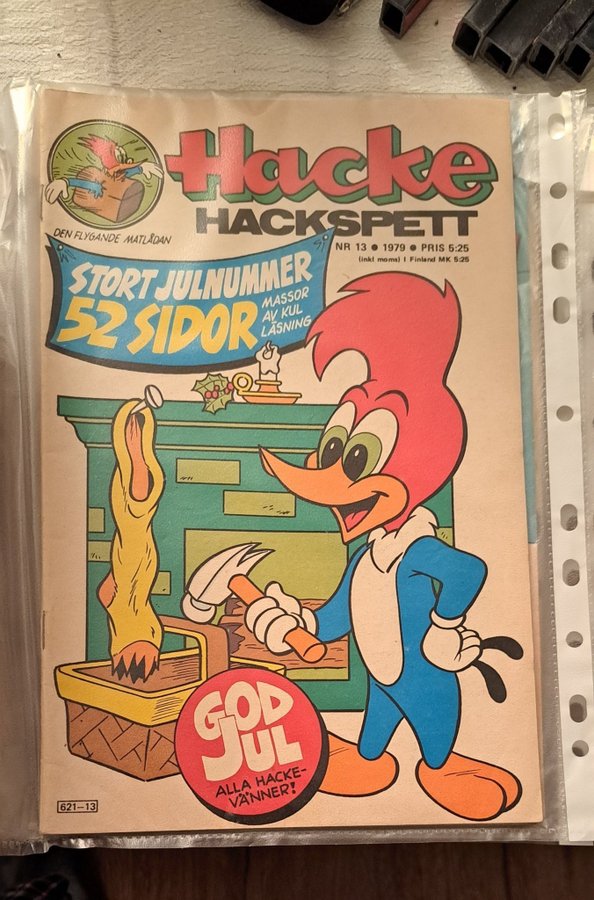 Hacke
HACKSPETT
DEN FLYGANDE MATLÅDAN
NR 13 ● 1979 ● PRIS 5:25
(inkl moms) I Finland MK 5:25
STORT JULNUMMER
52 SIDOR
MASSOR
AV KUL
LÄSNING
GOD
JUL
ALLA HACKE-
VÄNNER!
621-13